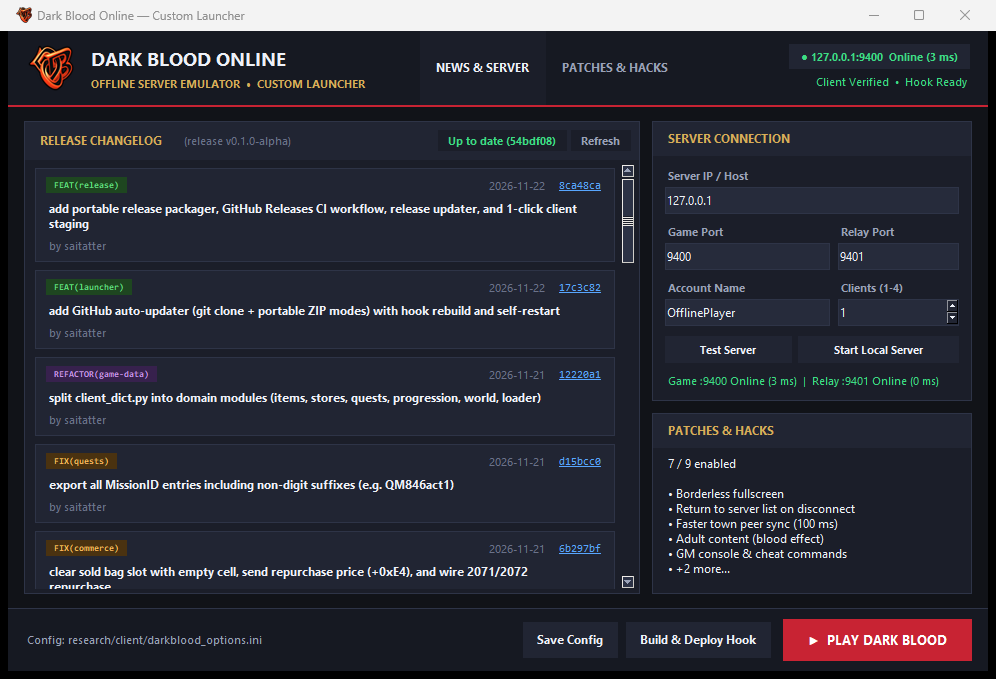 Dark Blood Online — Custom Launcher
DARK BLOOD ONLINE
OFFLINE SERVER EMULATOR • CUSTOM LAUNCHER
NEWS & SERVER
PATCHES & HACKS
● 127.0.0.1:9400 Online (3 ms)
Client Verified • Hook Ready
RELEASE CHANGELOG
(release v0.1.0-alpha)
Up to date (54bdf08)
Refresh
FEAT(release)
2026-11-22
8ca48ca
add portable release packager, GitHub Releases CI workflow, release updater, and 1-click client
staging
by saitatter
FEAT(launcher)
2026-11-22
17c3c82
add GitHub auto-updater (git clone + portable ZIP modes) with hook rebuild and self-restart
by saitatter
REFACTOR(game-data)
2026-11-21
12220a1
split client_dict.py into domain modules (items, stores, quests, progression, world, loader)
by saitatter
FIX(quests)
2026-11-21
d15bcc0
export all MissionID entries including non-digit suffixes (e.g. QM846act1)
by saitatter
FIX(commerce)
2026-11-21
6b297bf
clear sold bag slot with empty cell, send repurchase price (+0xE4), and wire 2071/2072
repurchase
SERVER CONNECTION
Server IP / Host
127.0.0.1
Game Port
Relay Port
9400
9401
Account Name
Clients (1-4)
OfflinePlayer
1
Test Server
Start Local Server
Game :9400 Online (3 ms) | Relay :9401 Online (0 ms)
PATCHES & HACKS
7 / 9 enabled
• Borderless fullscreen
• Return to server list on disconnect
• Faster town peer sync (100 ms)
• Adult content (blood effect)
• GM console & cheat commands
• +2 more...
Config: research/client/darkblood_options.ini
Save Config
Build & Deploy Hook
► PLAY DARK BLOOD